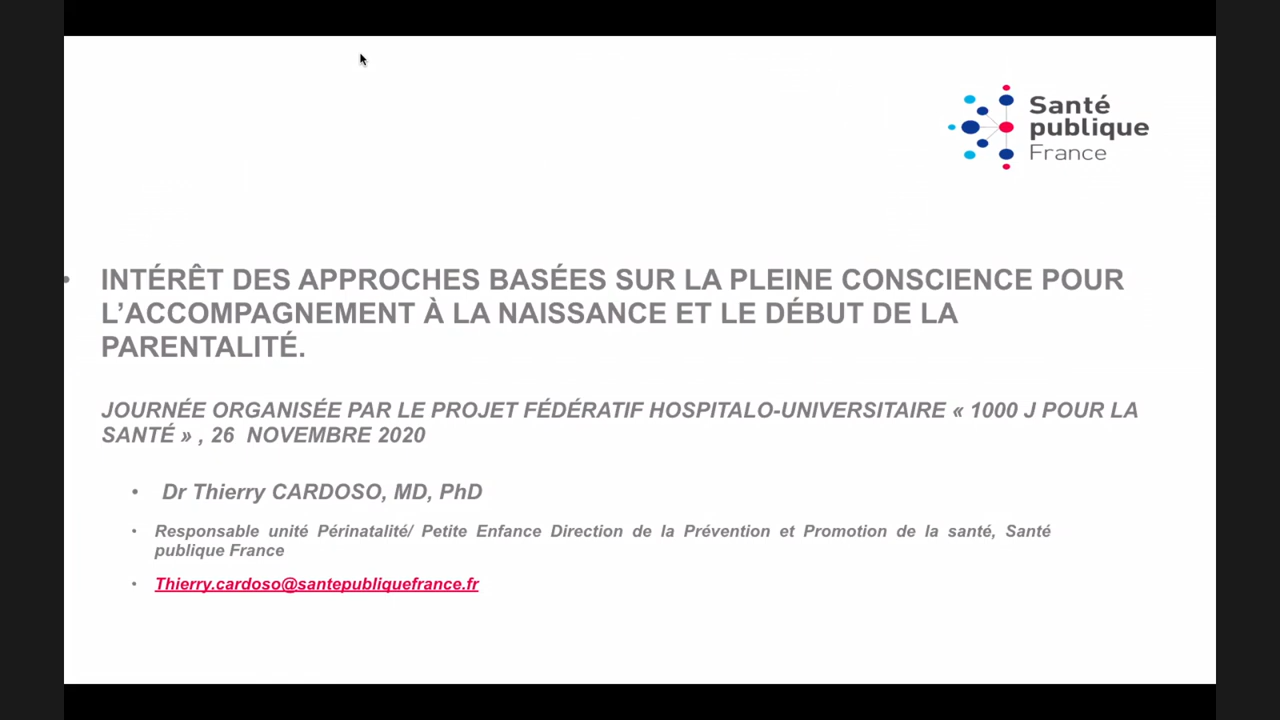 Santé
publique
France
• INTÉRÊT DES APPROCHES BASÉES SUR LA PLEINE CONSCIENCE POUR
L’ACCOMPAGNEMENT À LA NAISSANCE ET LE DÉBUT DE LA
PARENTALITÉ.
JOURNÉE ORGANISÉE PAR LE PROJET FÉDÉRATIF HOSPITALO-UNIVERSITAIRE « 1000 J POUR LA
SANTÉ » , 26 NOVEMBRE 2020
• Dr Thierry CARDOSO, MD, PhD
• Responsable unité Périnatalité/ Petite Enfance Direction de la Prévention et Promotion de la santé, Santé
publique France
• Thierry.cardoso@santepubliquefrance.fr